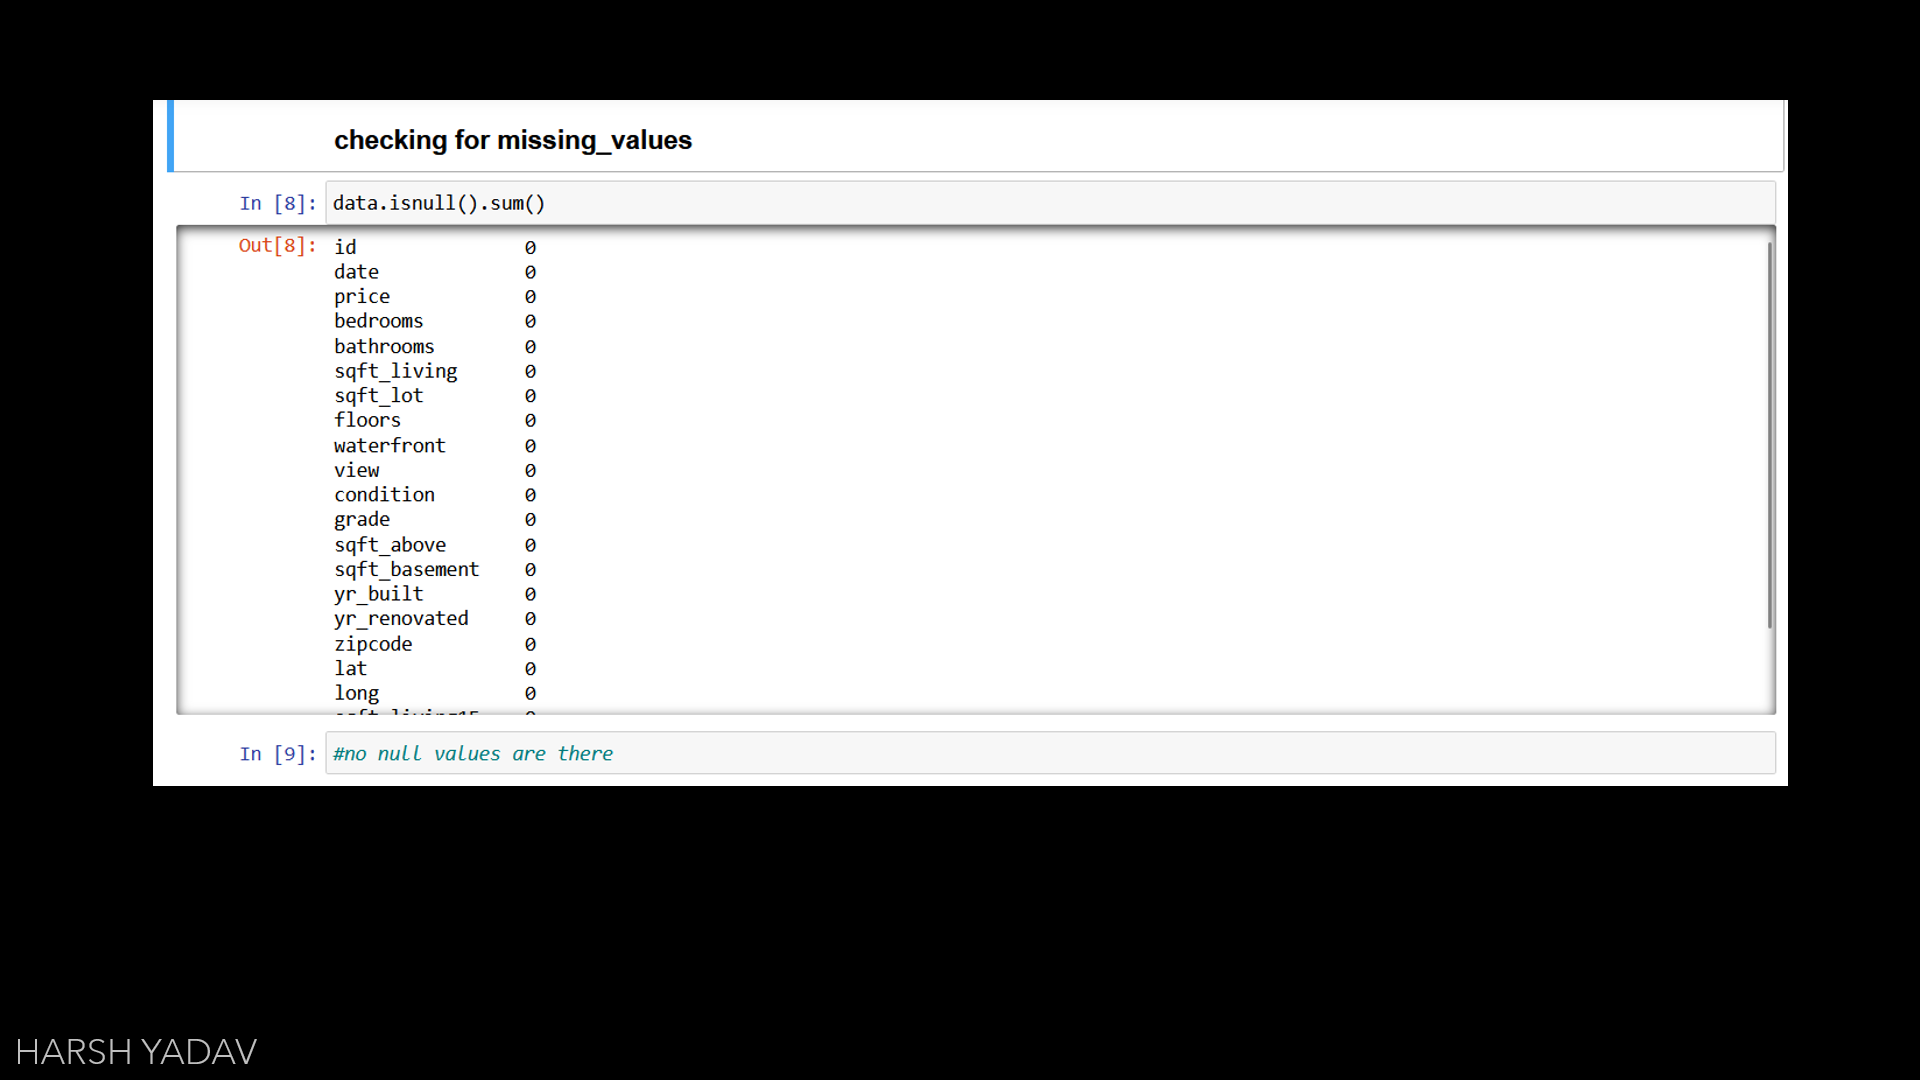 checking for missing_values
In [8]: data.isnull().sum()
Out[8]: id 0
date 0
price 0
bedrooms 0
bathrooms 0
sqft_living 0
sqft_lot 0
floors 0
waterfront 0
view 0
condition 0
grade 0
sqft_above 0
sqft_basement 0
yr_built 0
yr_renovated 0
zipcode 0
lat 0
long 0
sqft_living15 0
In [9]: #no null values are there
HARSH YADAV